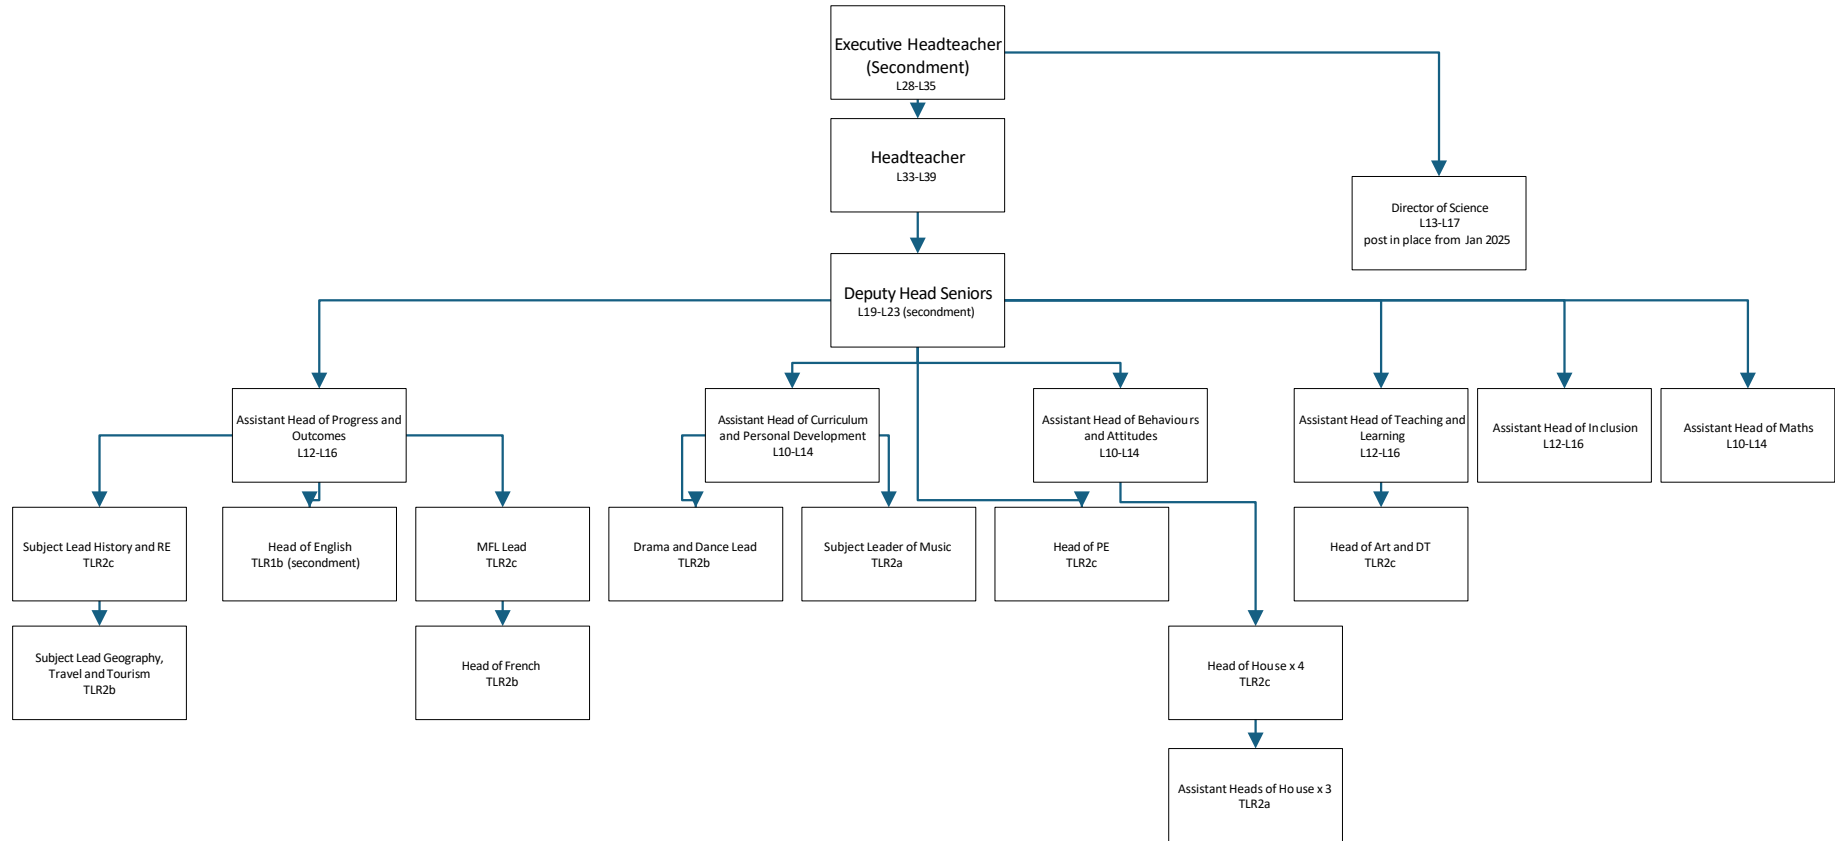 Executive Headteacher
(Secondment)
L28-L35
Headteacher
L33-L39
Director of Science
L13-L17
post in place from Jan 2025
Deputy Head Seniors
L19-L23 (secondment)
Assistant Head of Progress and
Outcomes
L12-L16
Assistant Head of Curriculum
and Personal Development
L10-L14
Assistant Head of Behaviours
and Attitudes
L10-L14
Assistant Head of Teaching and
Learning
L12-L16
Assistant Head of Inclusion
L12-L16
Assistant Head of Maths
L10-L14
Subject Lead History and RE
TLR2c
Head of English
TLR1b (secondment)
MFL Lead
TLR2c
Drama and Dance Lead
TLR2b
Subject Leader of Music
TLR2a
Head of PE
TLR2c
Head of Art and DT
TLR2c
Subject Lead Geography,
Travel and Tourism
TLR2b
Head of French
TLR2b
Head of House x 4
TLR2c
Assistant Heads of House x 3
TLR2a